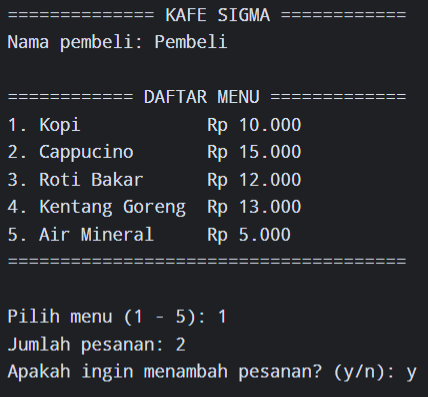 ============== KAFE SIGMA ============
Nama pembeli: Pembeli
============ DAFTAR MENU =============
1. Kopi            Rp 10.000
2. Cappucino       Rp 15.000
3. Roti Bakar      Rp 12.000
4. Kentang Goreng  Rp 13.000
5. Air Mineral     Rp 5.000
======================================
Pilih menu (1 - 5): 1
Jumlah pesanan: 2
Apakah ingin menambah pesanan? (y/n): y